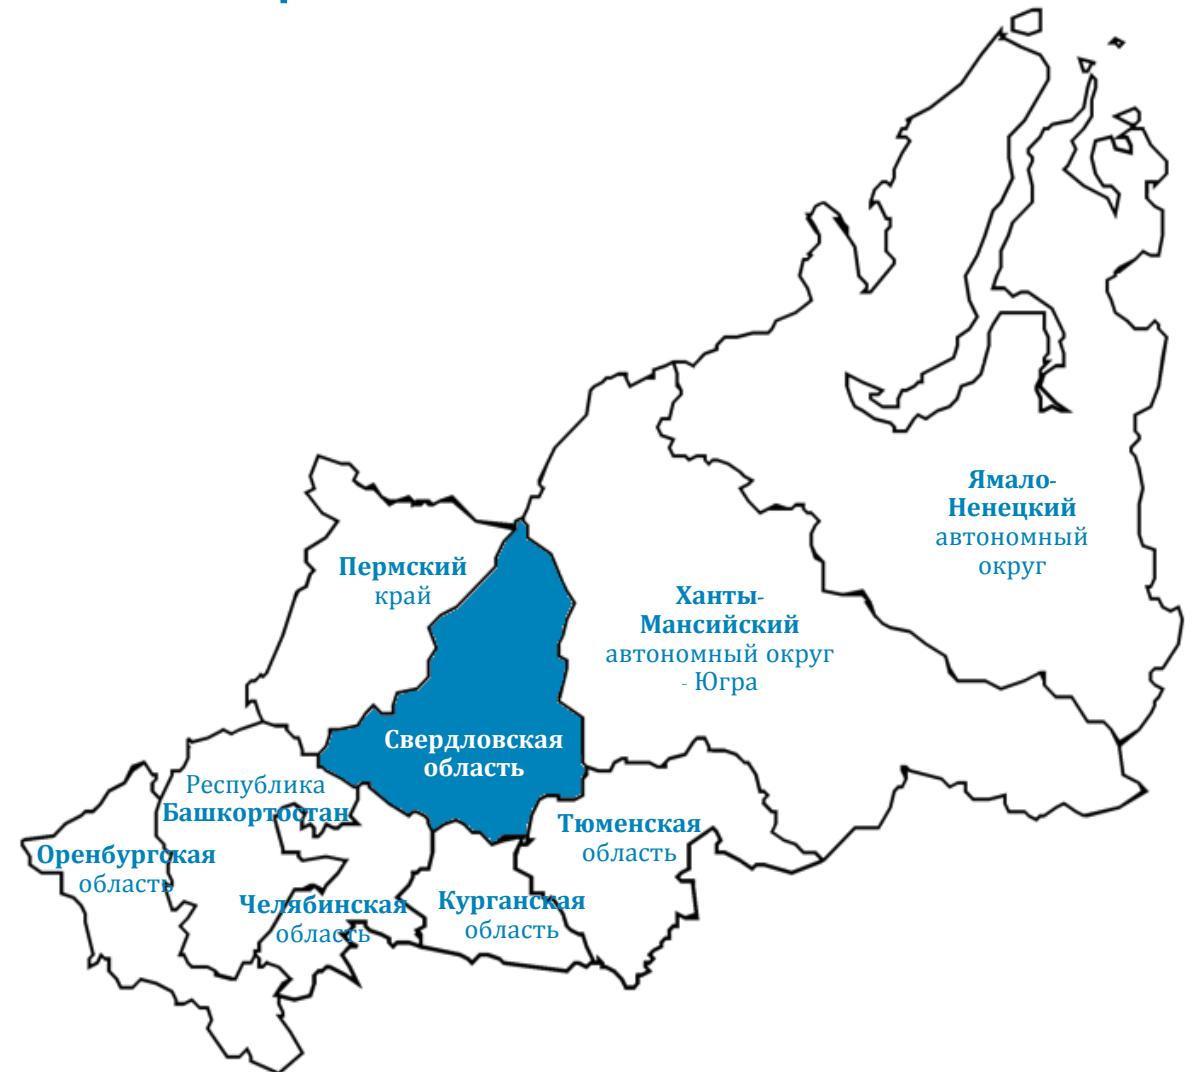 Ямало-
Ненецкий
автономный
округ
Пермский
край
Ханты-
Мансийский
автономный округ
- Югра
Свердловская
область
Республика
Башкортостан
Тюменская
область
Оренбургская
область
Челябинская
область
Курганская
область